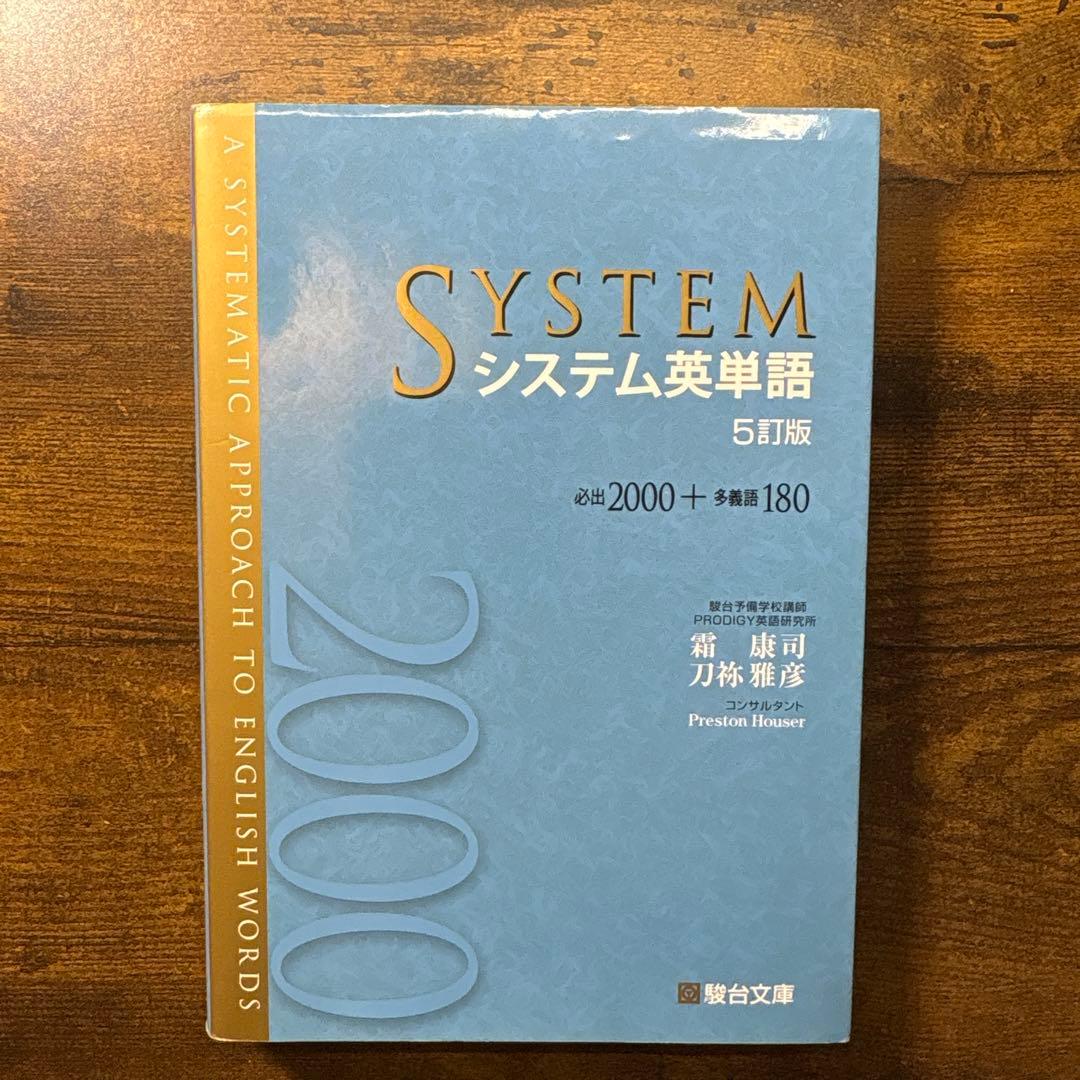 A SYSTEMATIC APPROACH TO ENGLISH WORDS
SYSTEM
システム英単語
5訂版
必出2000＋多義語180
2000
駿台予備学校講師
PRODIGY英語研究所
霜 康司
刀祢雅彦
コンサルタント
Preston Houser
駿台文庫